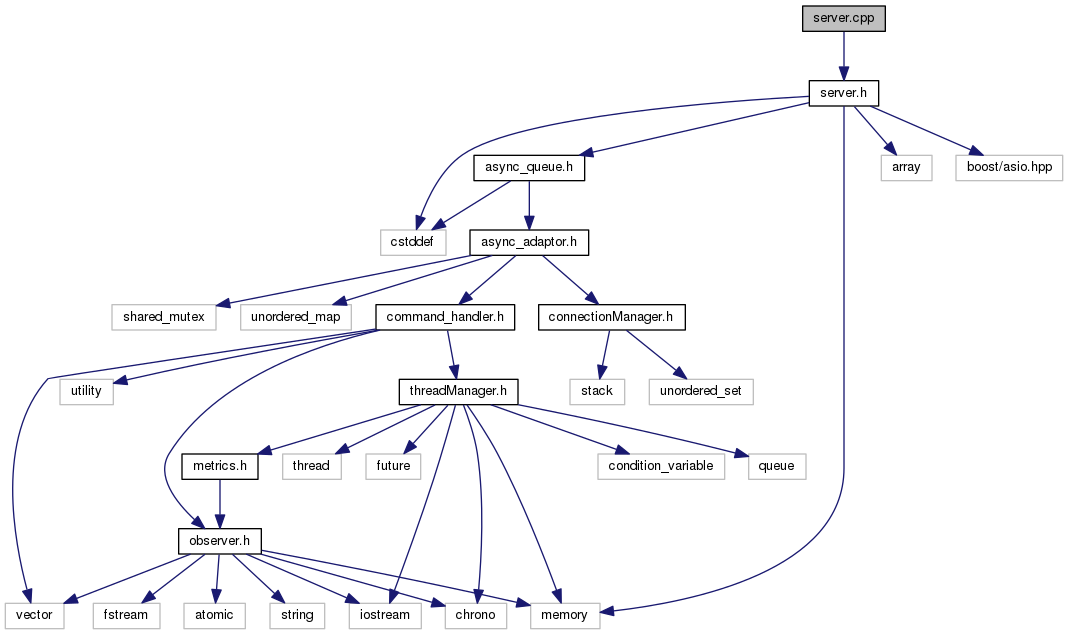 server.cpp
server.h
async_queue.h
array
boost/asio.hpp
cstddef
async_adaptor.h
shared_mutex
unordered_map
command_handler.h
connectionManager.h
utility
threadManager.h
stack
unordered_set
metrics.h
thread
future
condition_variable
queue
observer.h
vector
fstream
atomic
string
iostream
chrono
memory